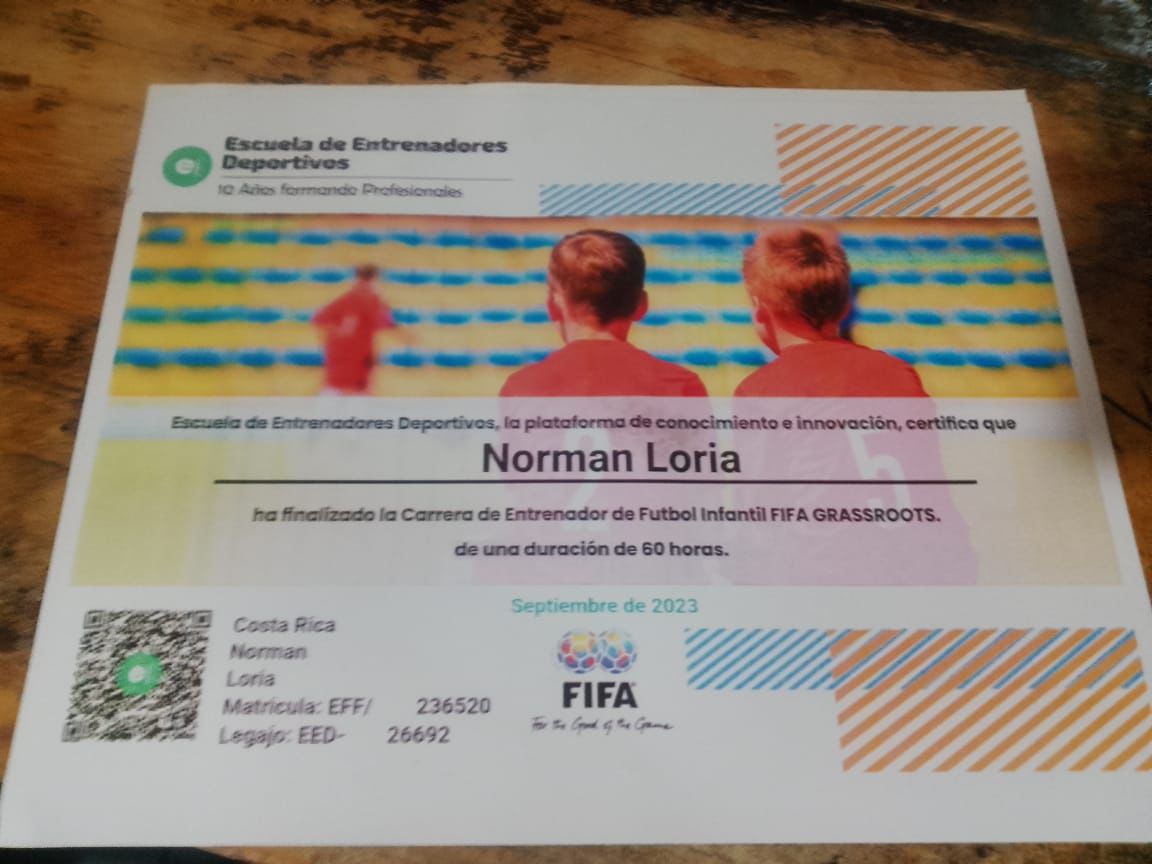 Escuela de Entrenadores
Deportivos
10 Años formando Profesionales
Escuela de Entrenadores Deportivos, la plataforma de conocimiento e innovación, certifica que
Norman Loria
ha finalizado la Carrera de Entrenador de Futbol Infantil FIFA GRASSROOTS.
de una duración de 60 horas.
Septiembre de 2023
Costa Rica
Norman
Loria
Matricula: EFF/ 236520
Legajo: EED- 26692
FIFA
For the Good of the Game
2
5